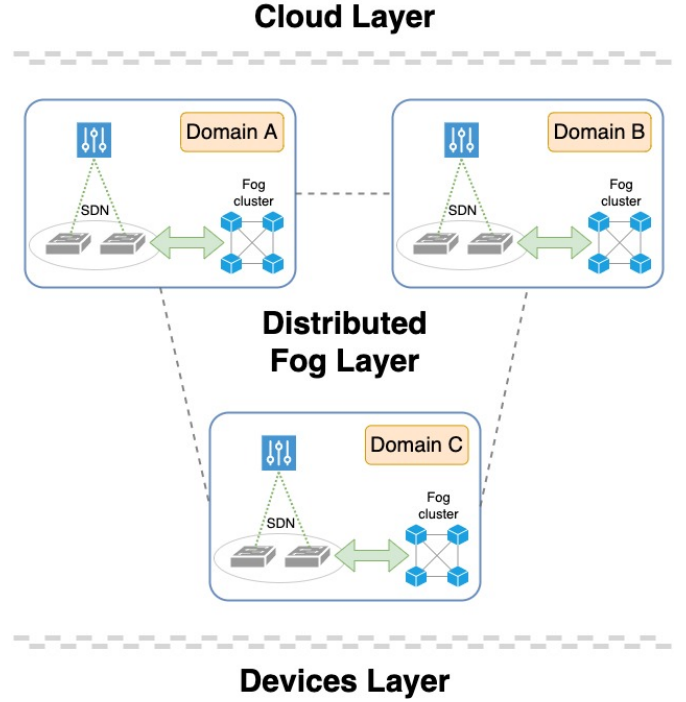 Cloud Layer
Domain A
SDN
Fog
cluster
Domain B
SDN
Fog
cluster
Distributed
Fog Layer
Domain C
SDN
Fog
cluster
Devices Layer